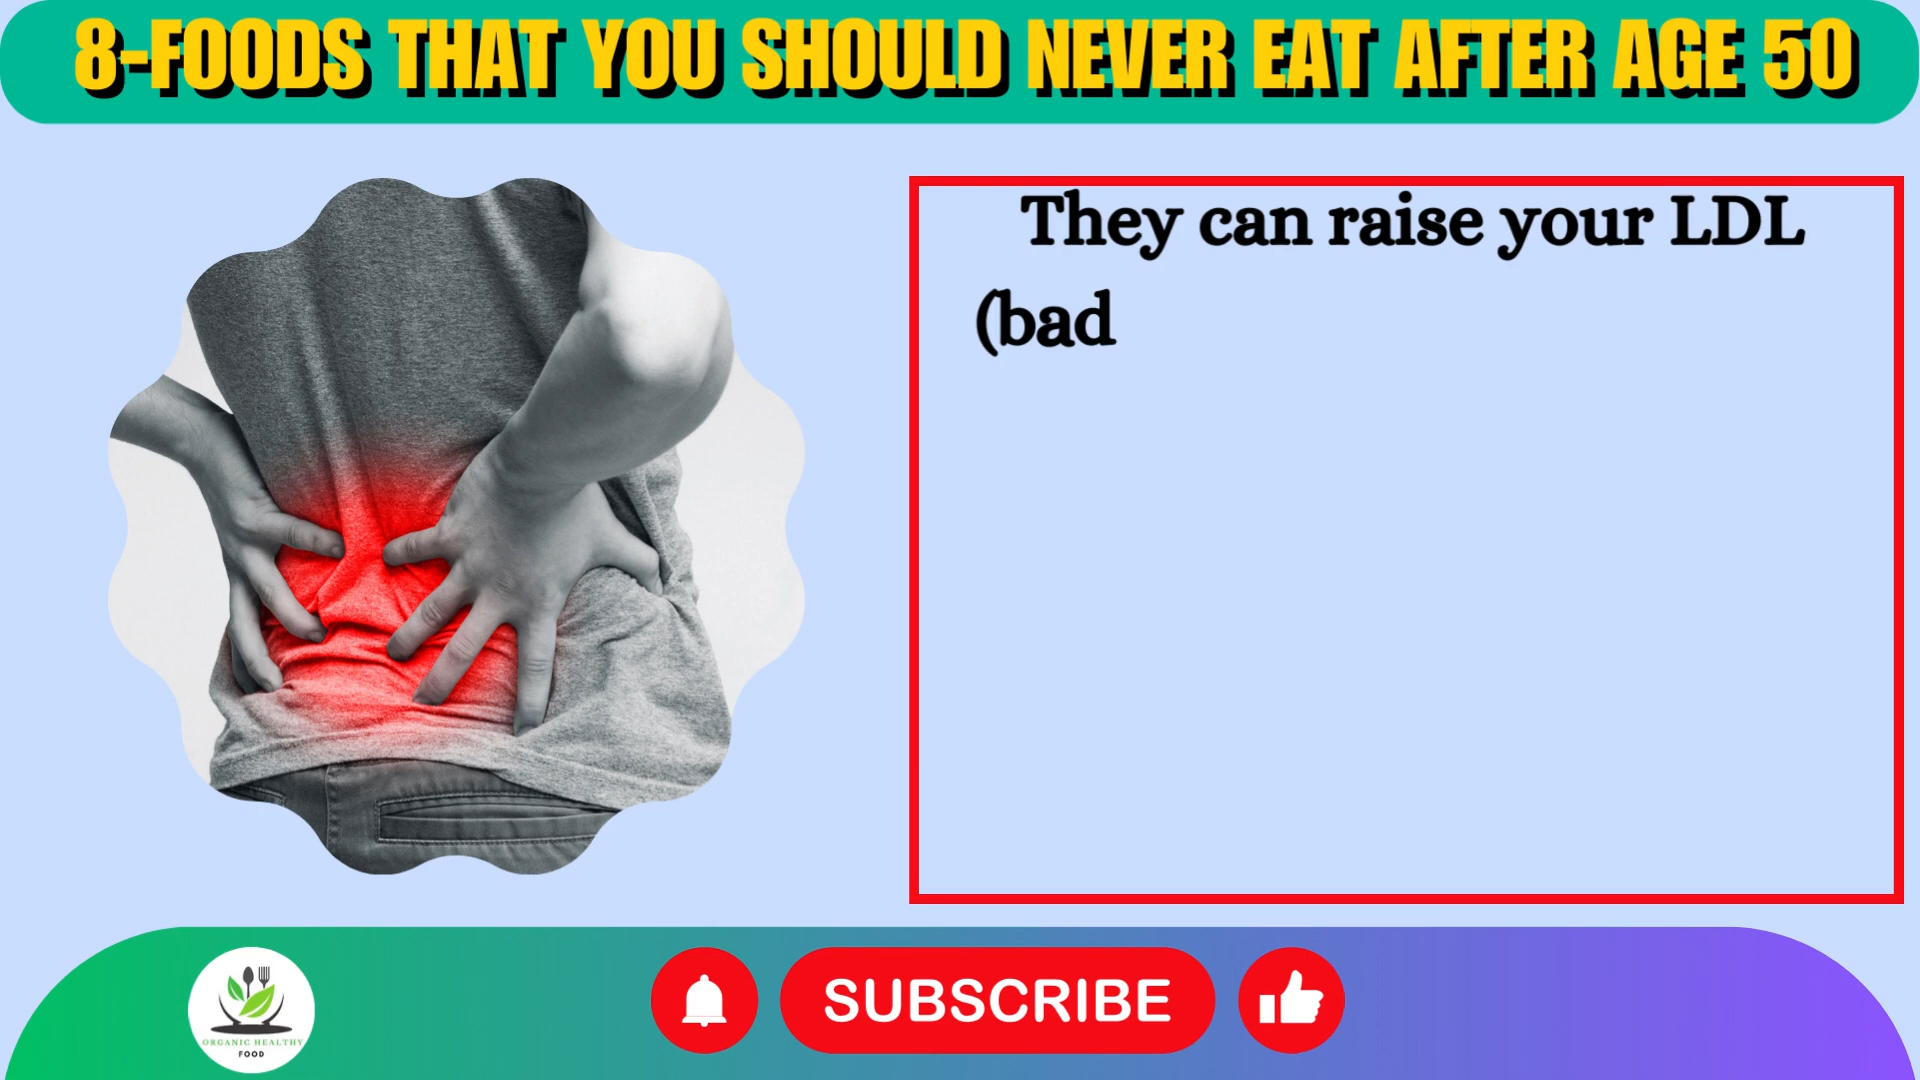 8-FOODS THAT YOU SHOULD NEVER EAT AFTER AGE 50
They can raise your LDL
(bad
ORGANIC HEALTHY
FOOD
SUBSCRIBE